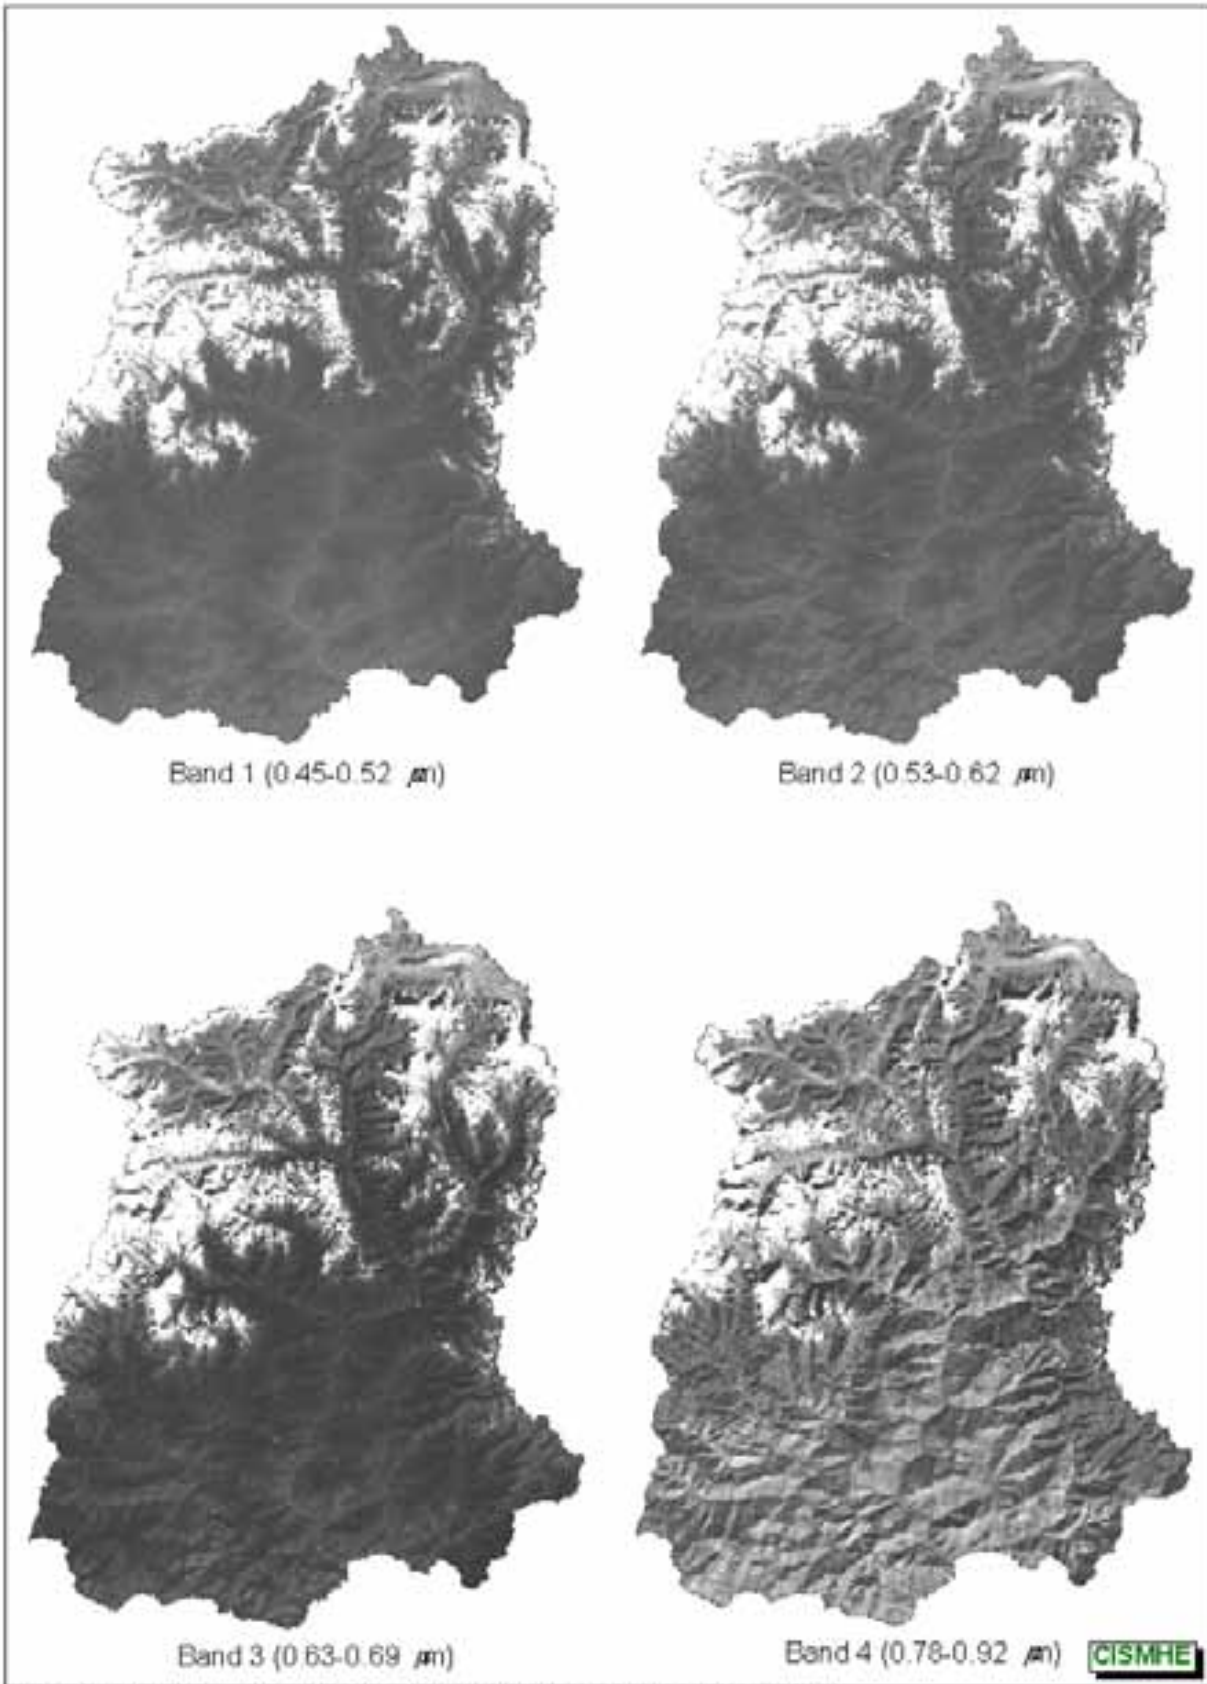 Band 1 (0.45-0.52 µm)
Band 2 (0.53-0.62 µm)
Band 3 (0.63-0.69 µm)
Band 4 (0.78-0.92 µm)
CISMHE